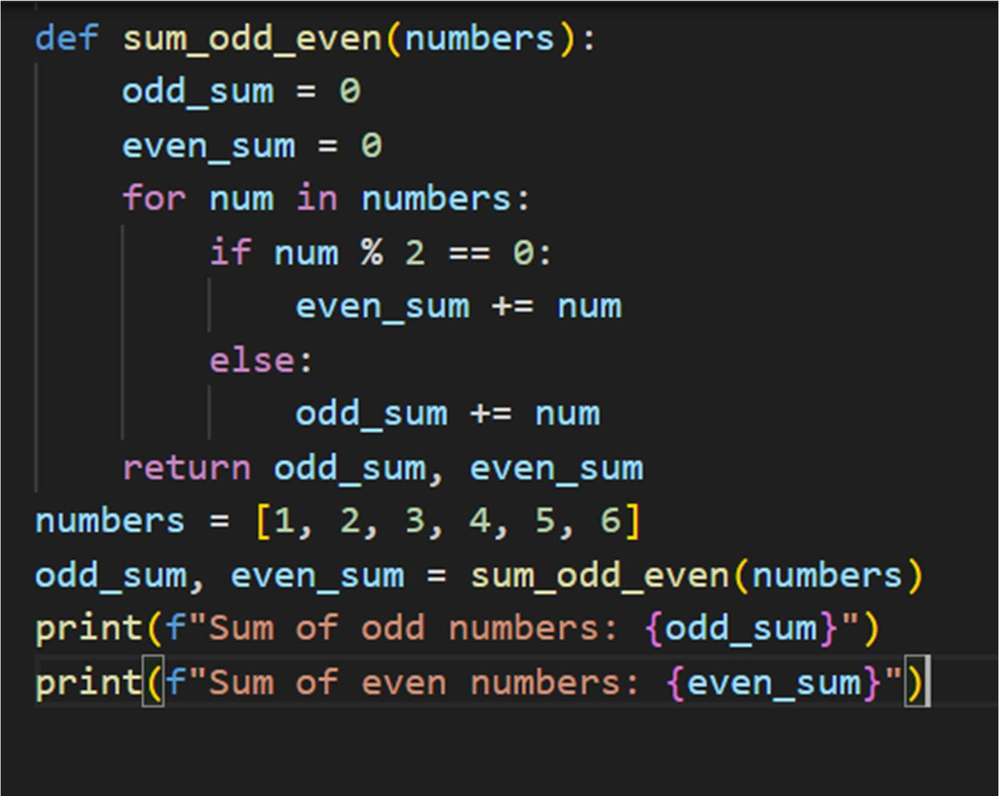 def sum_odd_even(numbers):
    odd_sum = 0
    even_sum = 0
    for num in numbers:
        if num % 2 == 0:
            even_sum += num
        else:
            odd_sum += num
    return odd_sum, even_sum
numbers = [1, 2, 3, 4, 5, 6]
odd_sum, even_sum = sum_odd_even(numbers)
print(f"Sum of odd numbers: {odd_sum}")
print(f"Sum of even numbers: {even_sum}")